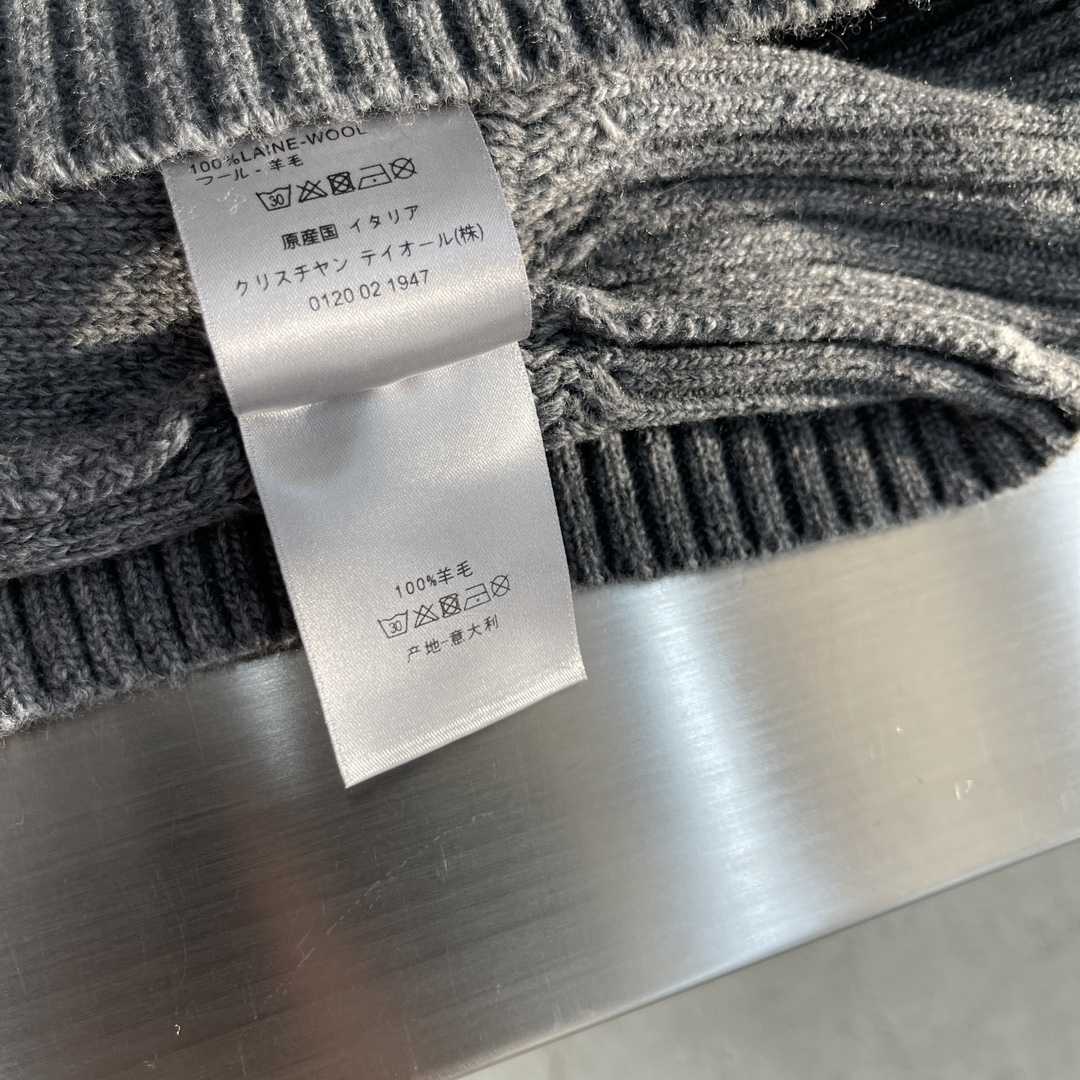 100%LAINE-WOOL
ウール - 羊毛
30
原産国 イタリア
クリスチャン ディオール(株)
0120 02 1947
100%羊毛
30
产地-意大利